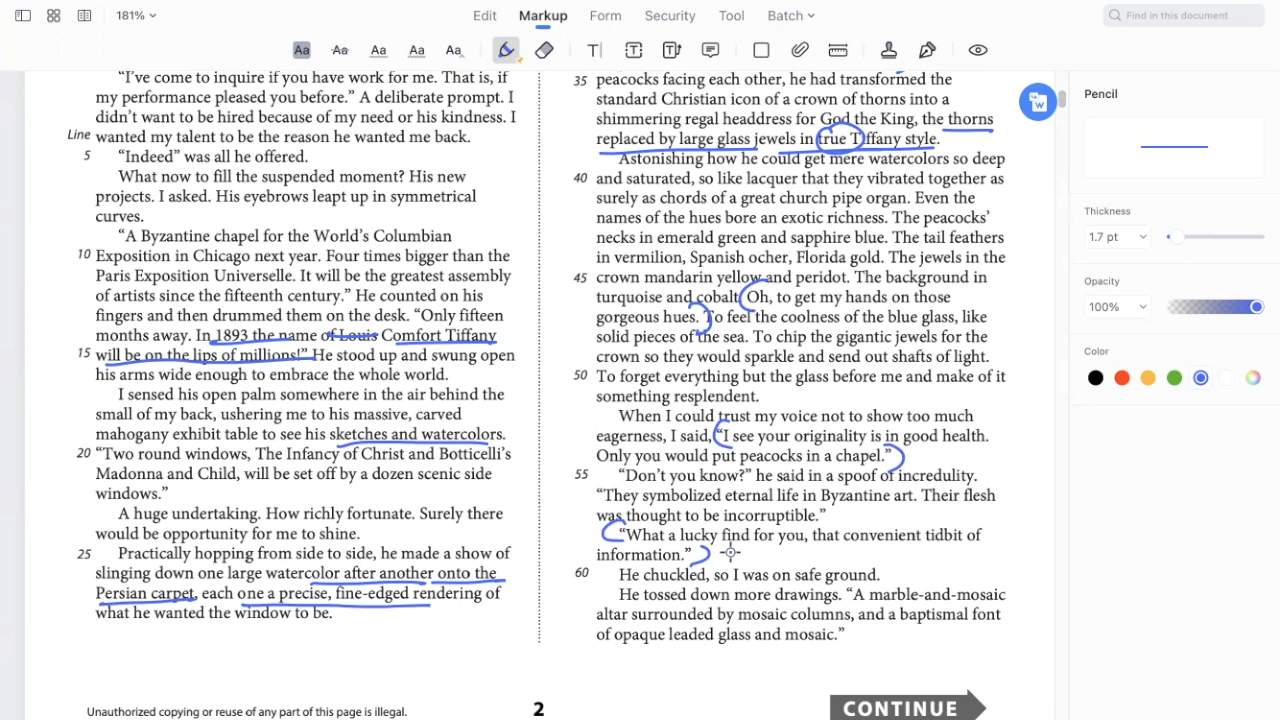 181%
Edit Markup Form Security Tool Batch
Find in this document
Aa Aa Aa Aa Aa T T T
“I’ve come to inquire if you have work for me. That is, if
my performance pleased you before.” A deliberate prompt. I
didn’t want to be hired because of my need or his kindness. I
Line wanted my talent to be the reason he wanted me back.
5 “Indeed” was all he offered.
What now to fill the suspended moment? His new
projects. I asked. His eyebrows leapt up in symmetrical
curves.
“A Byzantine chapel for the World’s Columbian
10 Exposition in Chicago next year. Four times bigger than the
Paris Exposition Universelle. It will be the greatest assembly
of artists since the fifteenth century.” He counted on his
fingers and then drummed them on the desk. “Only fifteen
months away. In 1893 the name of Louis Comfort Tiffany
15 will be on the lips of millions!” He stood up and swung open
his arms wide enough to embrace the whole world.
I sensed his open palm somewhere in the air behind the
small of my back, ushering me to his massive, carved
mahogany exhibit table to see his sketches and watercolors.
20 “Two round windows, The Infancy of Christ and Botticelli’s
Madonna and Child, will be set off by a dozen scenic side
windows.”
A huge undertaking. How richly fortunate. Surely there
would be opportunity for me to shine.
25 Practically hopping from side to side, he made a show of
slinging down one large watercolor after another onto the
Persian carpet, each one a precise, fine-edged rendering of
what he wanted the window to be.
35 peacocks facing each other, he had transformed the
standard Christian icon of a crown of thorns into a
shimmering regal headdress for God the King, the thorns
replaced by large glass jewels in true Tiffany style.
Astonishing how he could get mere watercolors so deep
40 and saturated, so like lacquer that they vibrated together as
surely as chords of a great church pipe organ. Even the
names of the hues bore an exotic richness. The peacocks’
necks in emerald green and sapphire blue. The tail feathers
in vermilion, Spanish ocher, Florida gold. The jewels in the
45 crown mandarin yellow and peridot. The background in
turquoise and cobalt. Oh, to get my hands on those
gorgeous hues. To feel the coolness of the blue glass, like
solid pieces of the sea. To chip the gigantic jewels for the
crown so they would sparkle and send out shafts of light.
50 To forget everything but the glass before me and make of it
something resplendent.
When I could trust my voice not to show too much
eagerness, I said, “I see your originality is in good health.
Only you would put peacocks in a chapel.”
55 “Don’t you know?” he said in a spoof of incredulity.
“They symbolized eternal life in Byzantine art. Their flesh
was thought to be incorruptible.”
“What a lucky find for you, that convenient tidbit of
information.”
60 He chuckled, so I was on safe ground.
He tossed down more drawings. “A marble-and-mosaic
altar surrounded by mosaic columns, and a baptismal font
of opaque leaded glass and mosaic.”
Unauthorized copying or reuse of any part of this page is illegal.
2
CONTINUE
W
Pencil
Thickness
1.7 pt
Opacity
100%
Color